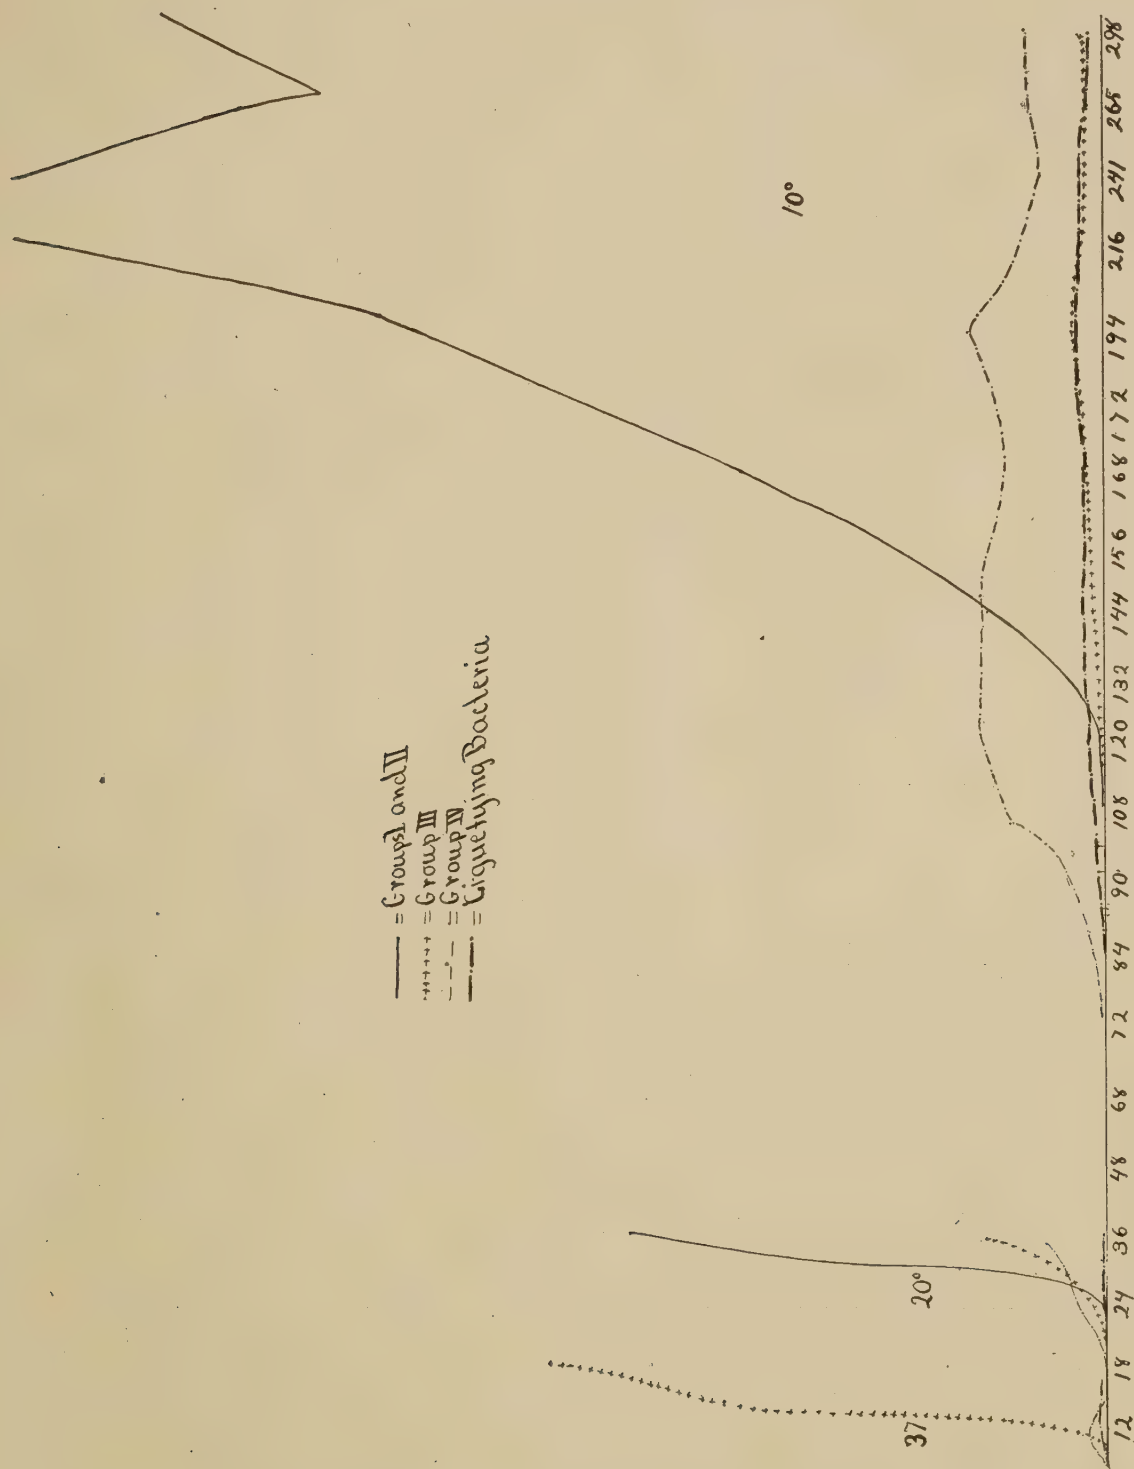 = Groups I and II
= Group III
= Group IV
= Liquefying Bacteria
37
20°
10°
12 18 24 36 48 68 72 84 90 108 120 132 144 156 168 172 194 216 241 265 298